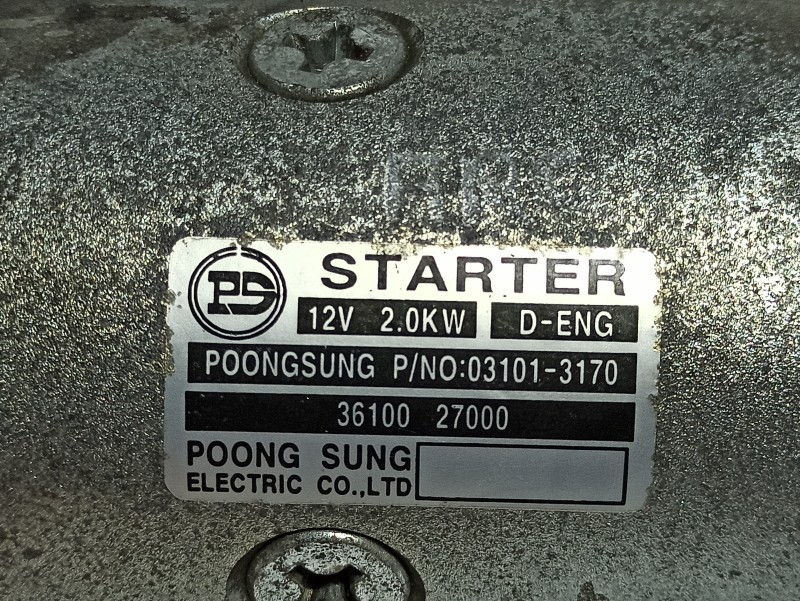 PS STARTER
12V 2.0KW D-ENG
POONGSUNG P/NO:03101-3170
36100 27000
POONG SUNG
ELECTRIC CO.,LTD